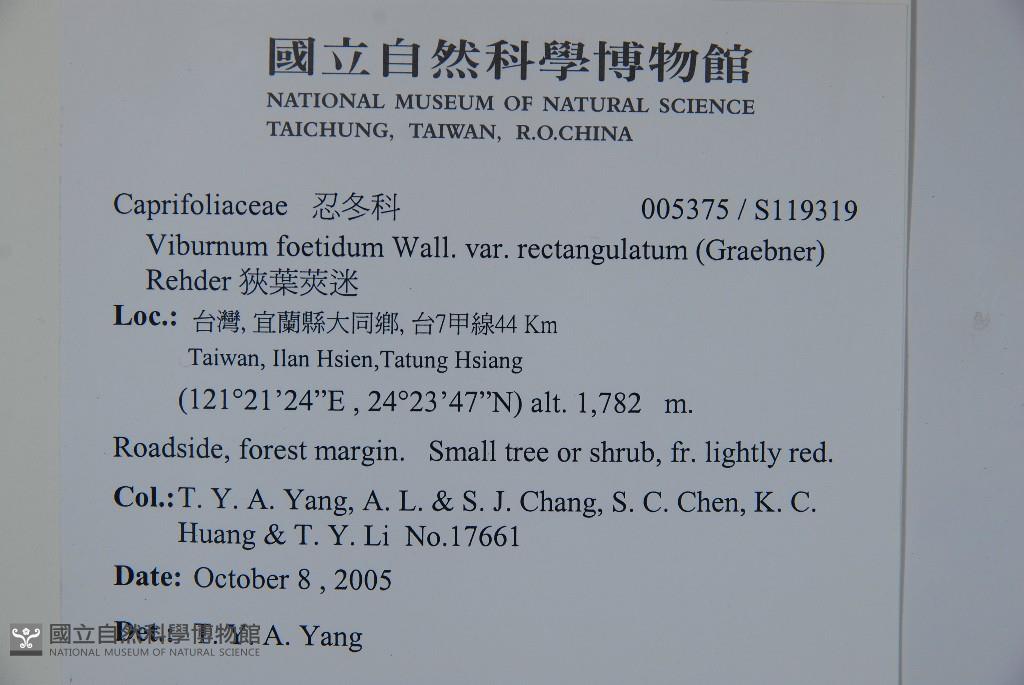 國立自然科學博物館
NATIONAL MUSEUM OF NATURAL SCIENCE
TAICHUNG, TAIWAN, R.O.CHINA
Caprifoliaceae 忍冬科 005375 / S119319
Viburnum foetidum Wall. var. rectangulatum (Graebner)
Rehder 狹葉莢迷
Loc.: 台灣, 宜蘭縣大同鄉, 台7甲線44 Km
Taiwan, Ilan Hsien,Tatung Hsiang
(121°21’24”E , 24°23’47”N) alt. 1,782 m.
Roadside, forest margin. Small tree or shrub, fr. lightly red.
Col.: T. Y. A. Yang, A. L. & S. J. Chang, S. C. Chen, K. C.
Huang & T. Y. Li No.17661
Date: October 8 , 2005
Det.: T. Y. A. Yang
國立自然科學博物館
NATIONAL MUSEUM OF NATURAL SCIENCE